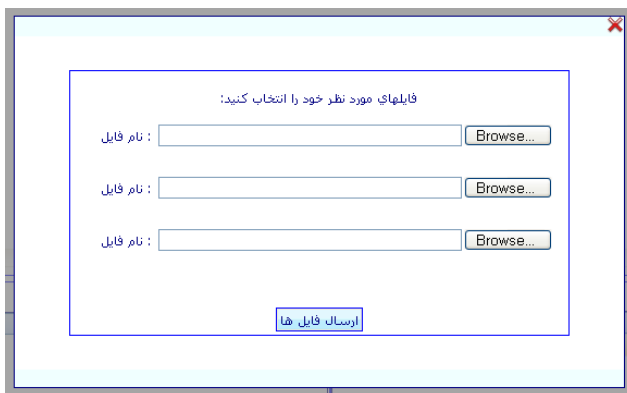 فايلهاي مورد نظر خود را انتخاب کنيد:
نام فايل : Browse...
نام فايل : Browse...
نام فايل : Browse...
ارسال فايل ها